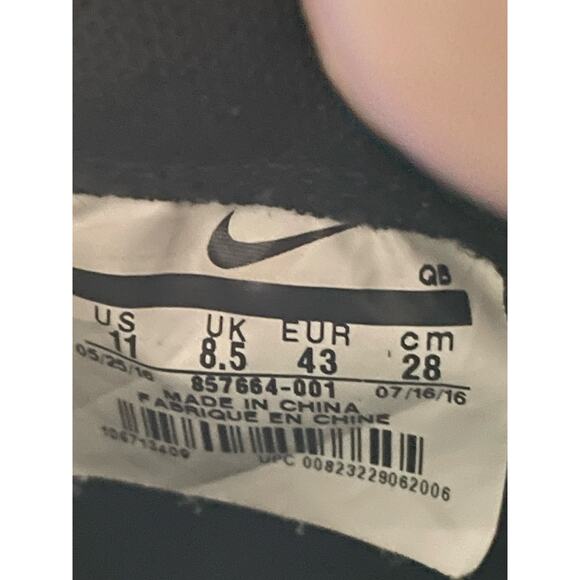 QB
US UK EUR cm
11 8.5 43 28
05/25/16 857664-001 07/16/16
MADE IN CHINA
FABRIQUE EN CHINE
106713409 UPC 00823229062006